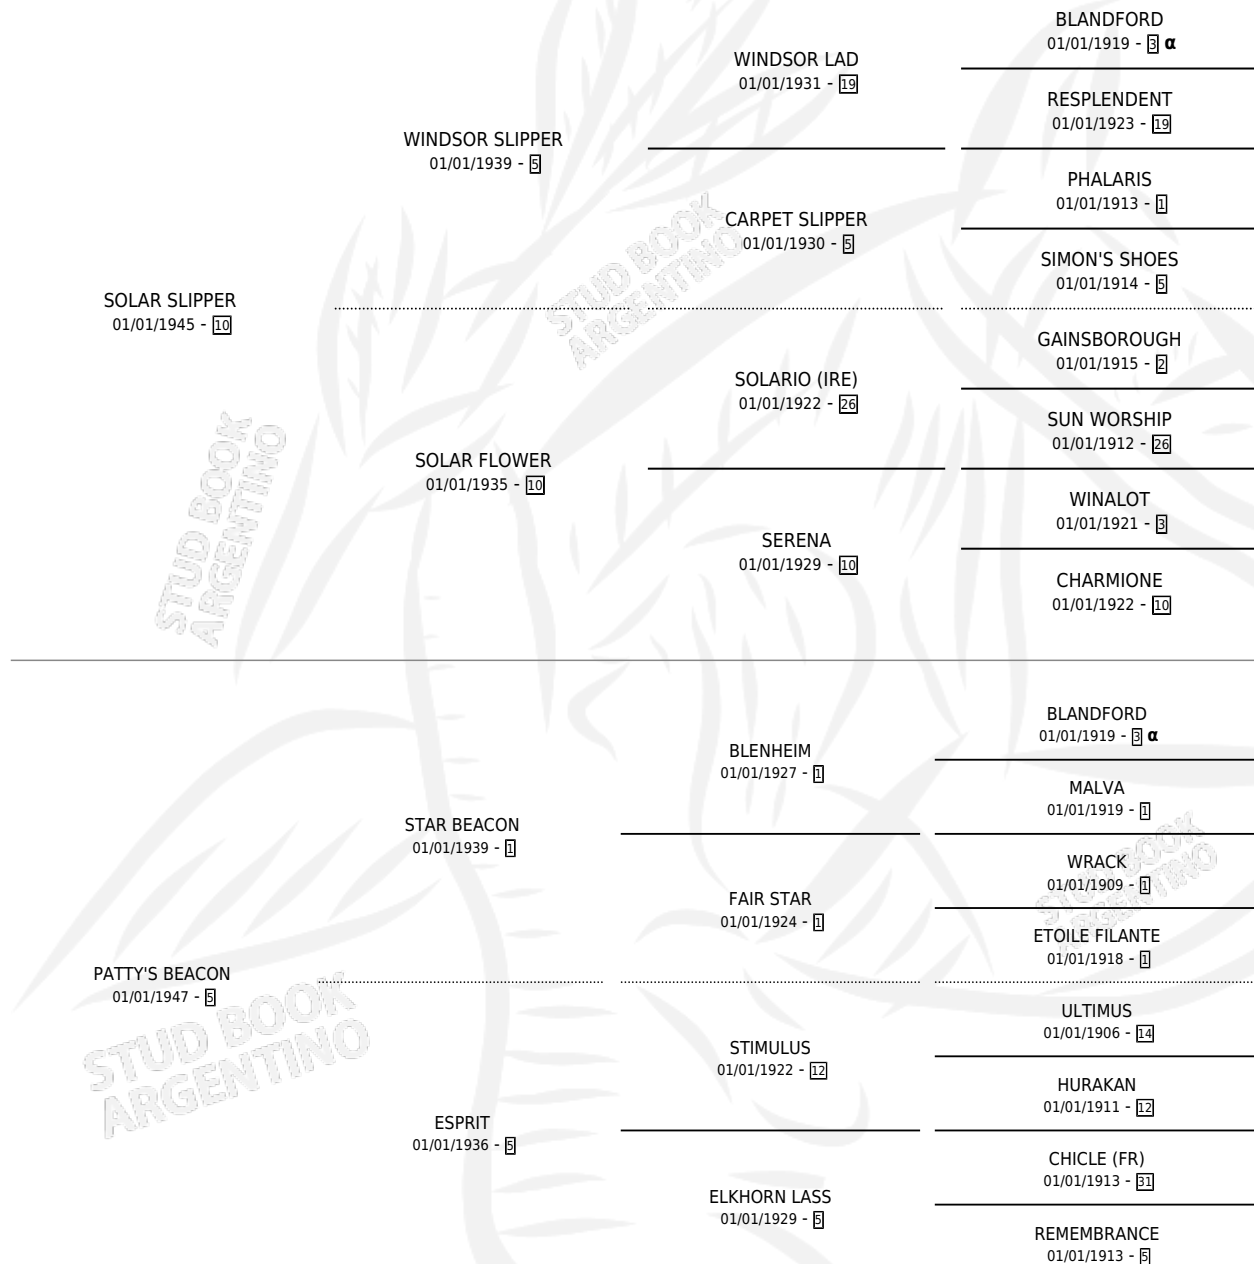 BLANDFORD
01/01/1919 - 3 α
WINDSOR LAD
01/01/1931 - 19
RESPLENDENT
01/01/1923 - 19
WINDSOR SLIPPER
01/01/1939 - 5
PHALARIS
01/01/1913 - 1
CARPET SLIPPER
01/01/1930 - 5
SIMON'S SHOES
01/01/1914 - 5
SOLAR SLIPPER
01/01/1945 - 10
GAINSBOROUGH
01/01/1915 - 2
SOLARIO (IRE)
01/01/1922 - 26
SUN WORSHIP
01/01/1912 - 26
SOLAR FLOWER
01/01/1935 - 10
WINALOT
01/01/1921 - 3
SERENA
01/01/1929 - 10
CHARMIONE
01/01/1922 - 10
BLANDFORD
01/01/1919 - 3 α
BLENHEIM
01/01/1927 - 1
MALVA
01/01/1919 - 1
STAR BEACON
01/01/1939 - 1
WRACK
01/01/1909 - 1
FAIR STAR
01/01/1924 - 1
ETOILE FILANTE
01/01/1918 - 1
PATTY'S BEACON
01/01/1947 - 5
ULTIMUS
01/01/1906 - 14
STIMULUS
01/01/1922 - 12
HURAKAN
01/01/1911 - 12
ESPRIT
01/01/1936 - 5
CHICLE (FR)
01/01/1913 - 31
ELKHORN LASS
01/01/1929 - 5
REMEMBRANCE
01/01/1913 - 5
STUD BOOK
ARGENTINO
STUD BOOK
ARGENTINO
STUD BOOK
ARGENTINO
STUD BOOK
ARGENTINO